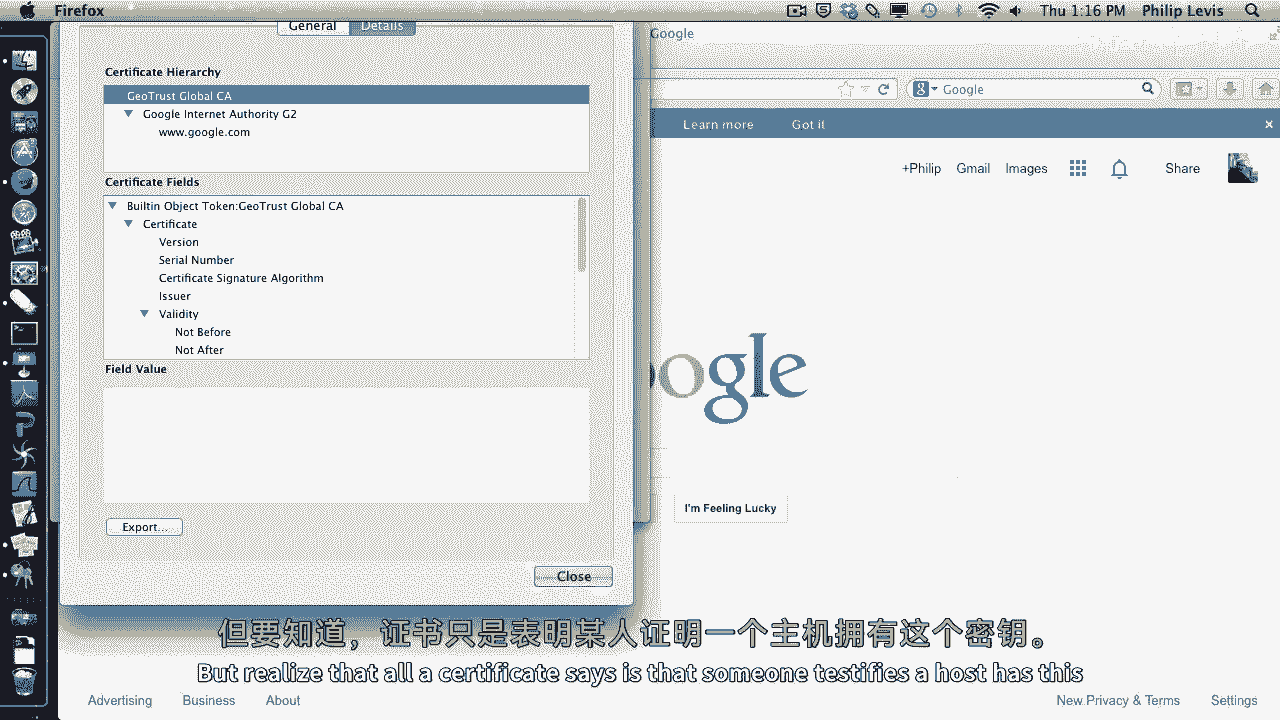 Firefox
Thu 1:16 PM Philip Levis
General Details
Google
Certificate Hierarchy
GeoTrust Global CA
Google Internet Authority G2
www.google.com
Google
Learn more Got it
+Philip Gmail Images Share
Certificate Fields
Builtin Object Token:GeoTrust Global CA
Certificate
Version
Serial Number
Certificate Signature Algorithm
Issuer
Validity
Not Before
Not After
Field Value
ogle
I'm Feeling Lucky
Export...
Close
但要知道，证书只是表明某人证明一个主机拥有这个密钥。
But realize that all a certificate says is that someone testifies a host has this
Advertising Business About
New Privacy & Terms Settings